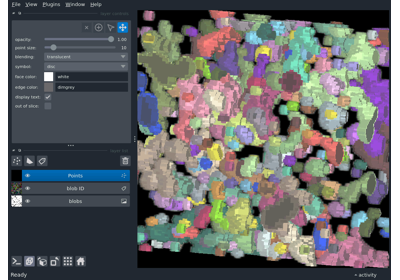 File View Plugins Window Help
opacity: 1.00
point size: 10
blending: translucent
symbol: disc
face color: white
edge color: dimgrey
display text:
out of slice:
Points
blob ID
blobs
Ready
activity